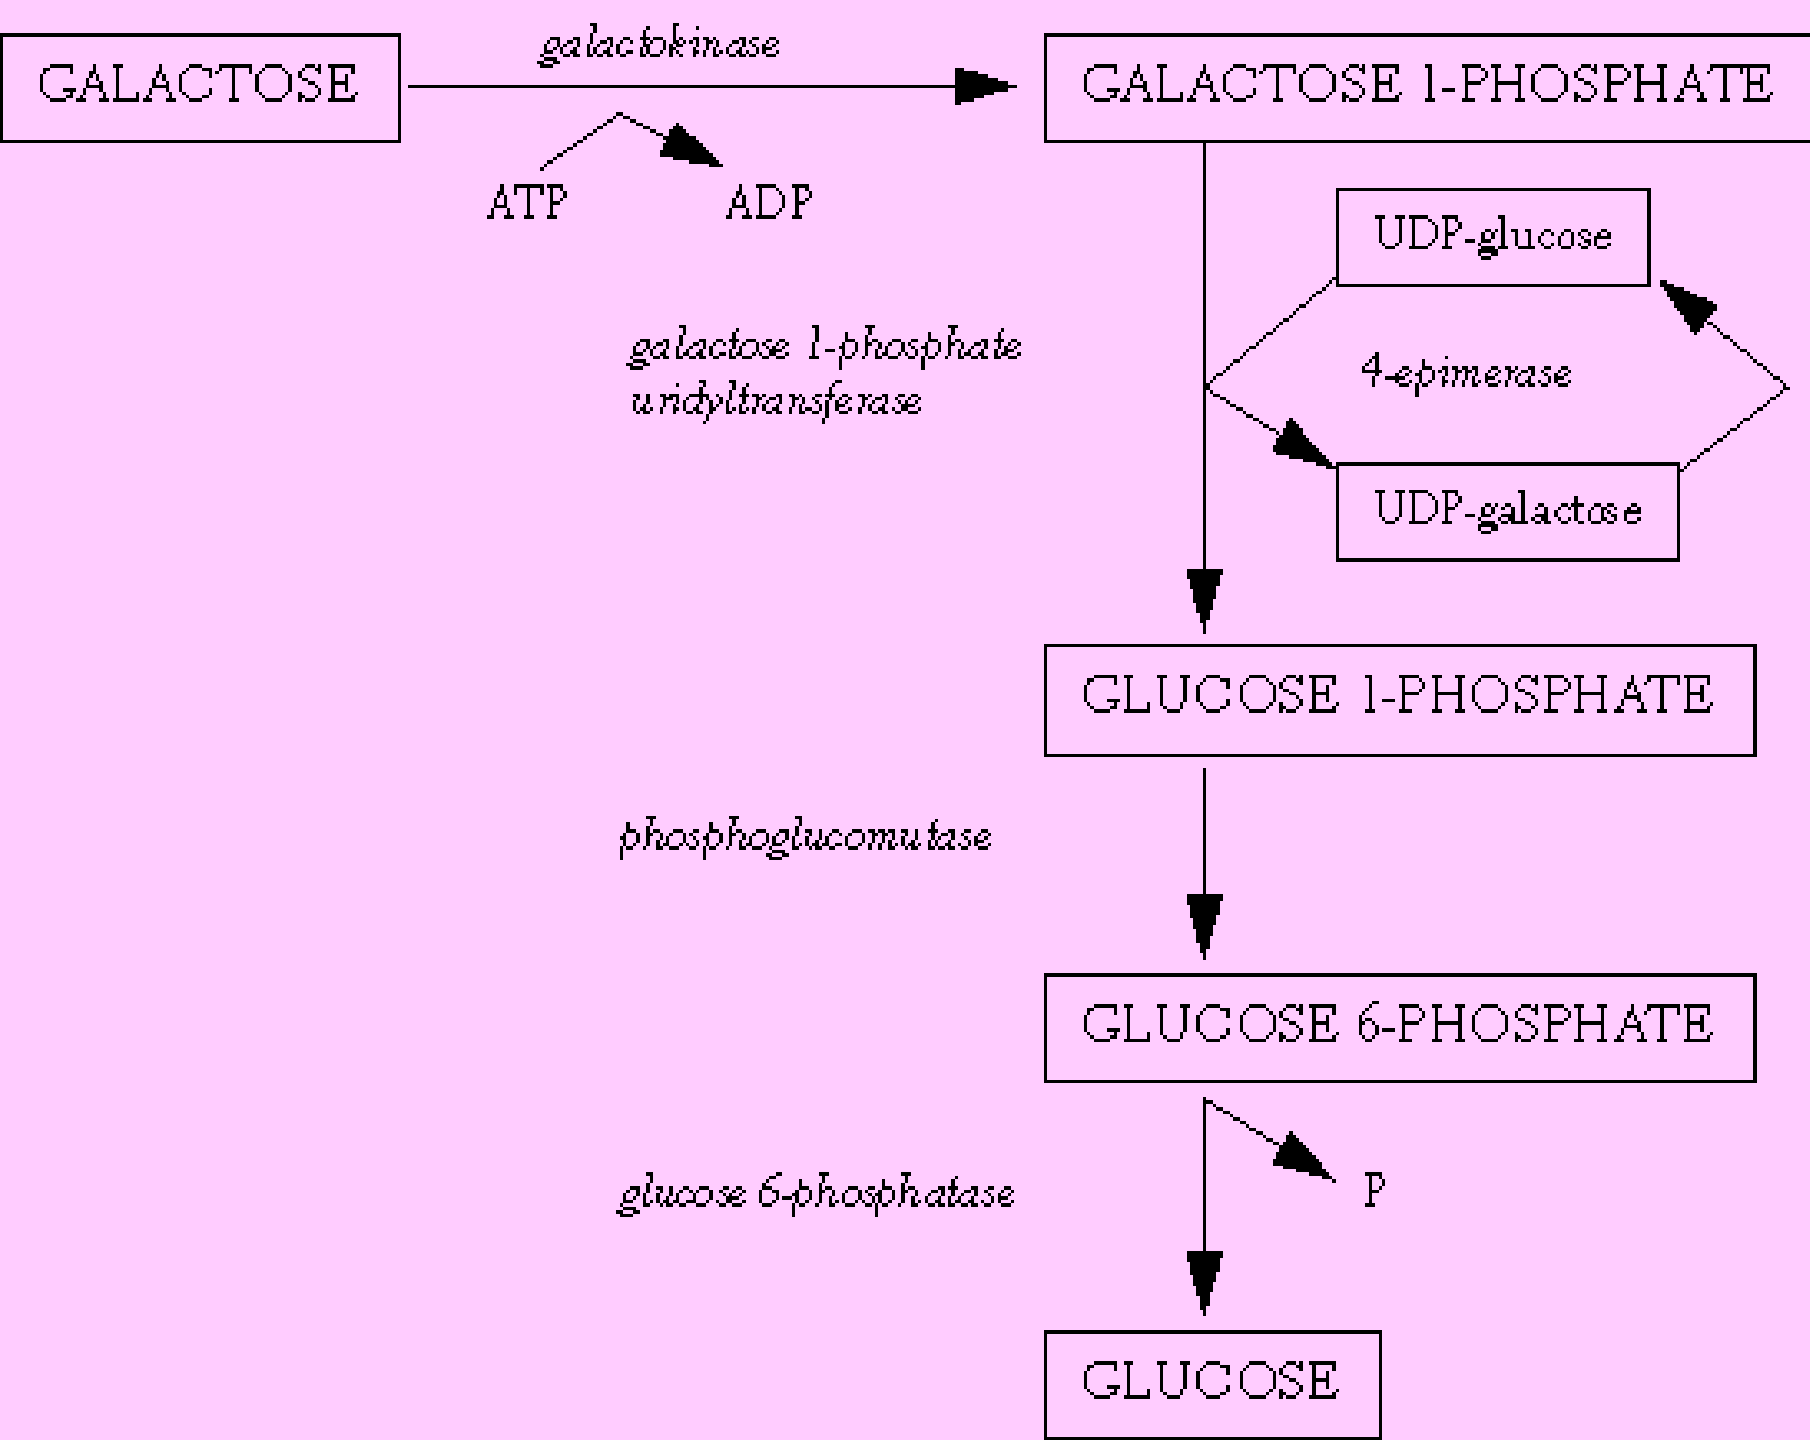 galactokinase
GALACTOSE
GALACTOSE 1-PHOSPHATE
ATP
ADP
UDP-glucose
galactose 1-phosphate
uridyltransferase
4-epimerase
UDP-galactose
GLUCOSE 1-PHOSPHATE
phosphoglucomutase
GLUCOSE 6-PHOSPHATE
glucose 6-phosphatase
P
GLUCOSE